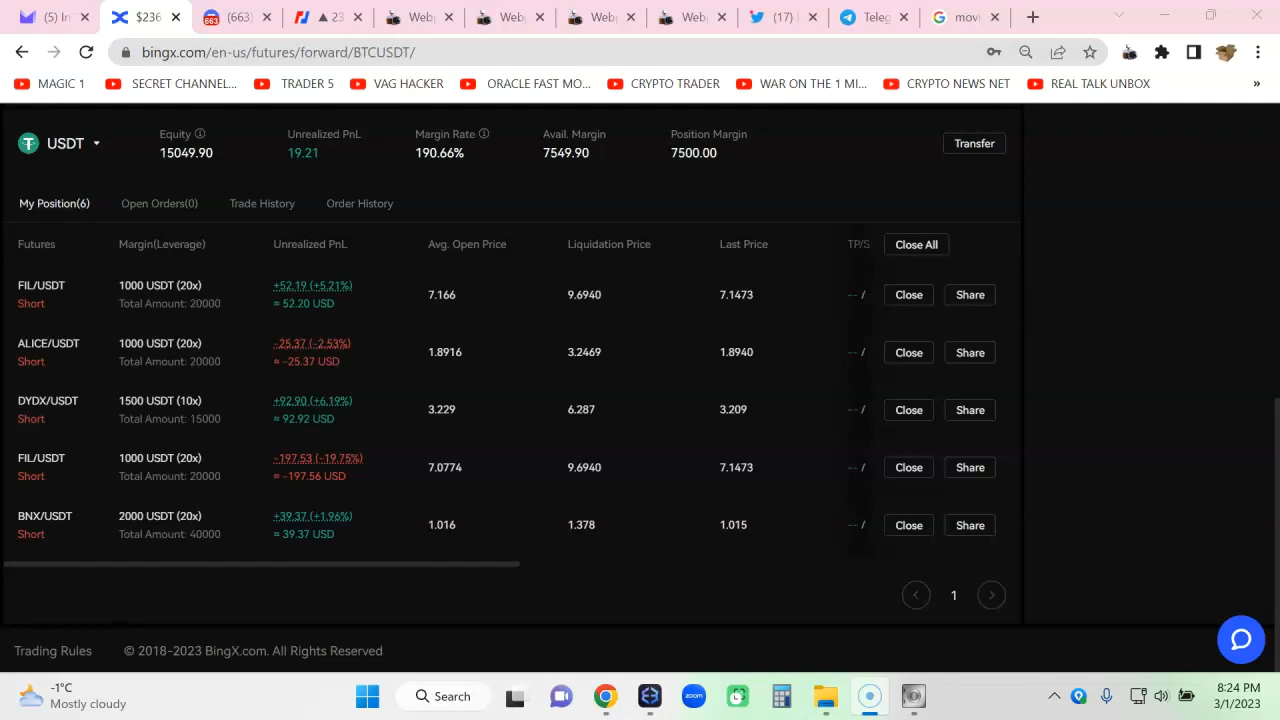 (5) In
$236
663
(663)
▲ 23
Webp
Webp
Webp
Webp
(17)
Teleg
movi
bingx.com/en-us/futures/forward/BTCUSDT/
MAGIC 1
SECRET CHANNEL...
TRADER 5
VAG HACKER
ORACLE FAST MO...
CRYPTO TRADER
WAR ON THE 1 MI...
CRYPTO NEWS NET
REAL TALK UNBOX
»
USDT
Equity Unrealized PnL Margin Rate Avail. Margin Position Margin
15049.90 19.21 190.66% 7549.90 7500.00
Transfer
My Position(6) Open Orders(0) Trade History Order History
Futures Margin(Leverage) Unrealized PnL Avg. Open Price Liquidation Price Last Price TP/S Close All
FIL/USDT 1000 USDT (20x) +52.19 (+5.21%)
7.166 9.6940 7.1473 -- / Close Share
Short Total Amount: 20000 ≈ 52.20 USD
ALICE/USDT 1000 USDT (20x) -25.37 (-2.53%)
1.8916 3.2469 1.8940 -- / Close Share
Short Total Amount: 20000 ≈ -25.37 USD
DYDX/USDT 1500 USDT (10x) +92.90 (+6.19%)
3.229 6.287 3.209 -- / Close Share
Short Total Amount: 15000 ≈ 92.92 USD
FIL/USDT 1000 USDT (20x) -197.53 (-19.75%)
7.0774 9.6940 7.1473 -- / Close Share
Short Total Amount: 20000 ≈ -197.56 USD
BNX/USDT 2000 USDT (20x) +39.37 (+1.96%)
1.016 1.378 1.015 -- / Close Share
Short Total Amount: 40000 ≈ 39.37 USD
1
Trading Rules © 2018-2023 BingX.com. All Rights Reserved
-1°C
Mostly cloudy
Search
zoom
8:24 PM
3/1/2023